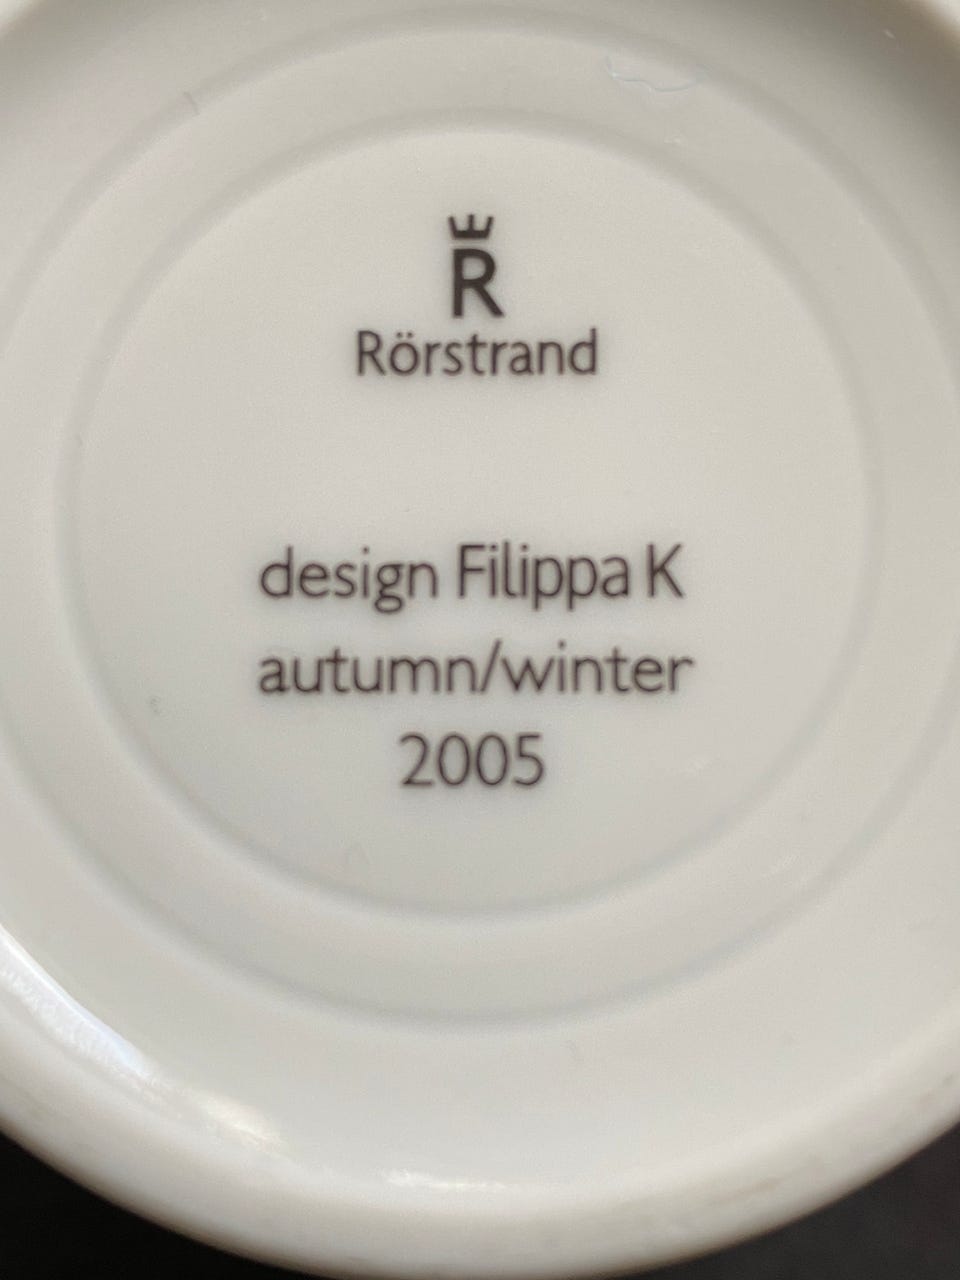 R
Rörstrand
design Filippa K
autumn/winter
2005